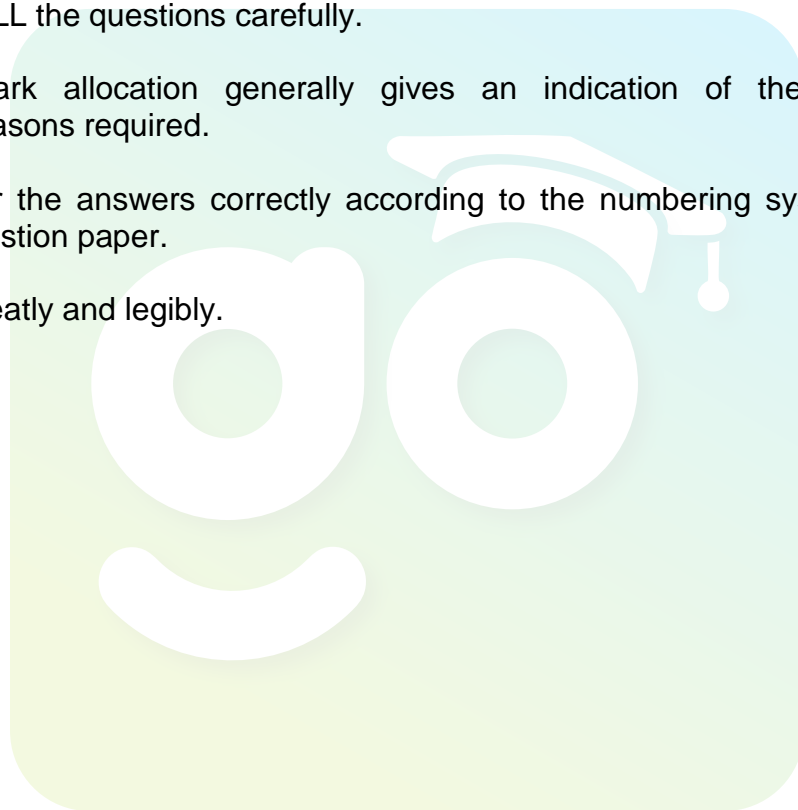 LL the questions carefully.
ark allocation generally gives an indication of the
asons required.
r the answers correctly according to the numbering sy
stion paper.
eatly and legibly.
go